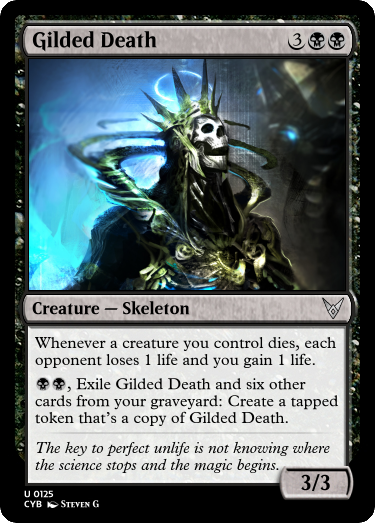 Gilded Death 3
Creature — Skeleton
Whenever a creature you control dies, each
opponent loses 1 life and you gain 1 life.
, Exile Gilded Death and six other
cards from your graveyard: Create a tapped
token that's a copy of Gilded Death.
The key to perfect unlife is not knowing where
the science stops and the magic begins.
3/3
U 0125
CYB Steven G